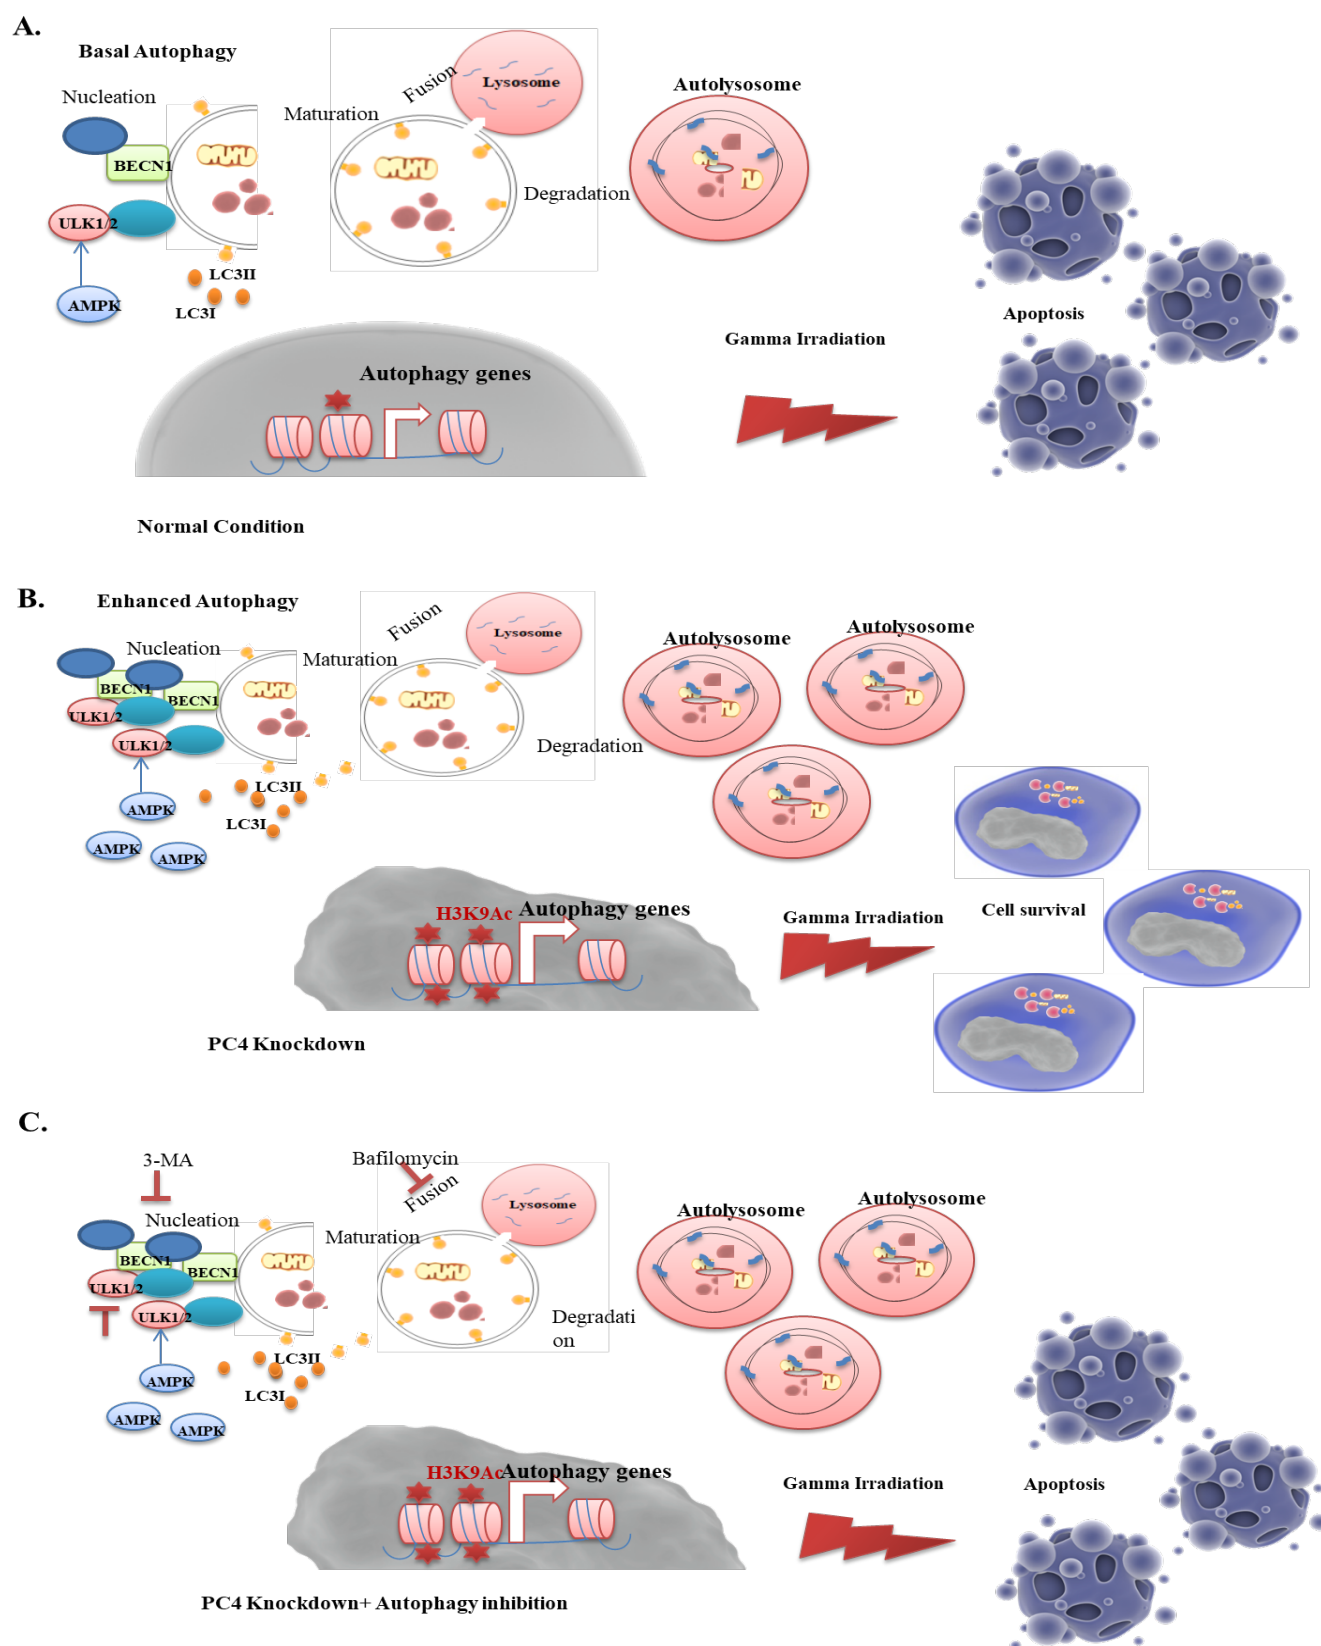 A.
Basal Autophagy
Nucleation
BECN1
ULK1/2
AMPK
LC3II
LC3I
Maturation
Fusion
Lysosome
Degradation
Autolysosome
Autophagy genes
Gamma Irradiation
Apoptosis
Normal Condition
B.
Enhanced Autophagy
Nucleation
BECN1
BECN1
ULK1/2
ULK1/2
AMPK
AMPK
AMPK
LC3II
LC3I
Maturation
Fusion
Lysosome
Degradation
Autolysosome
Autolysosome
H3K9Ac
Autophagy genes
Gamma Irradiation
Cell survival
PC4 Knockdown
C.
3-MA
Nucleation
BECN1
BECN1
ULK1/2
ULK1/2
AMPK
AMPK
AMPK
LC3II
LC3I
Maturation
Bafilomycin
Fusion
Lysosome
Degradati
on
Autolysosome
Autolysosome
H3K9Ac
Autophagy genes
Gamma Irradiation
Apoptosis
PC4 Knockdown+ Autophagy inhibition